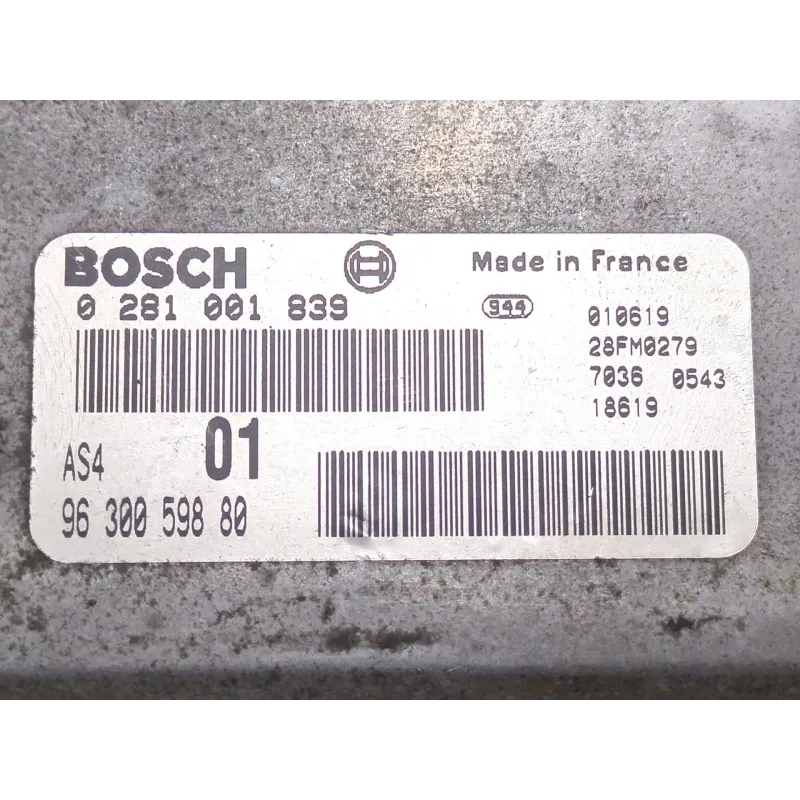 BOSCH Made in France
0 281 001 839 944 010619
28FM0279
7036 0543
18619
AS4 01
96 300 598 80